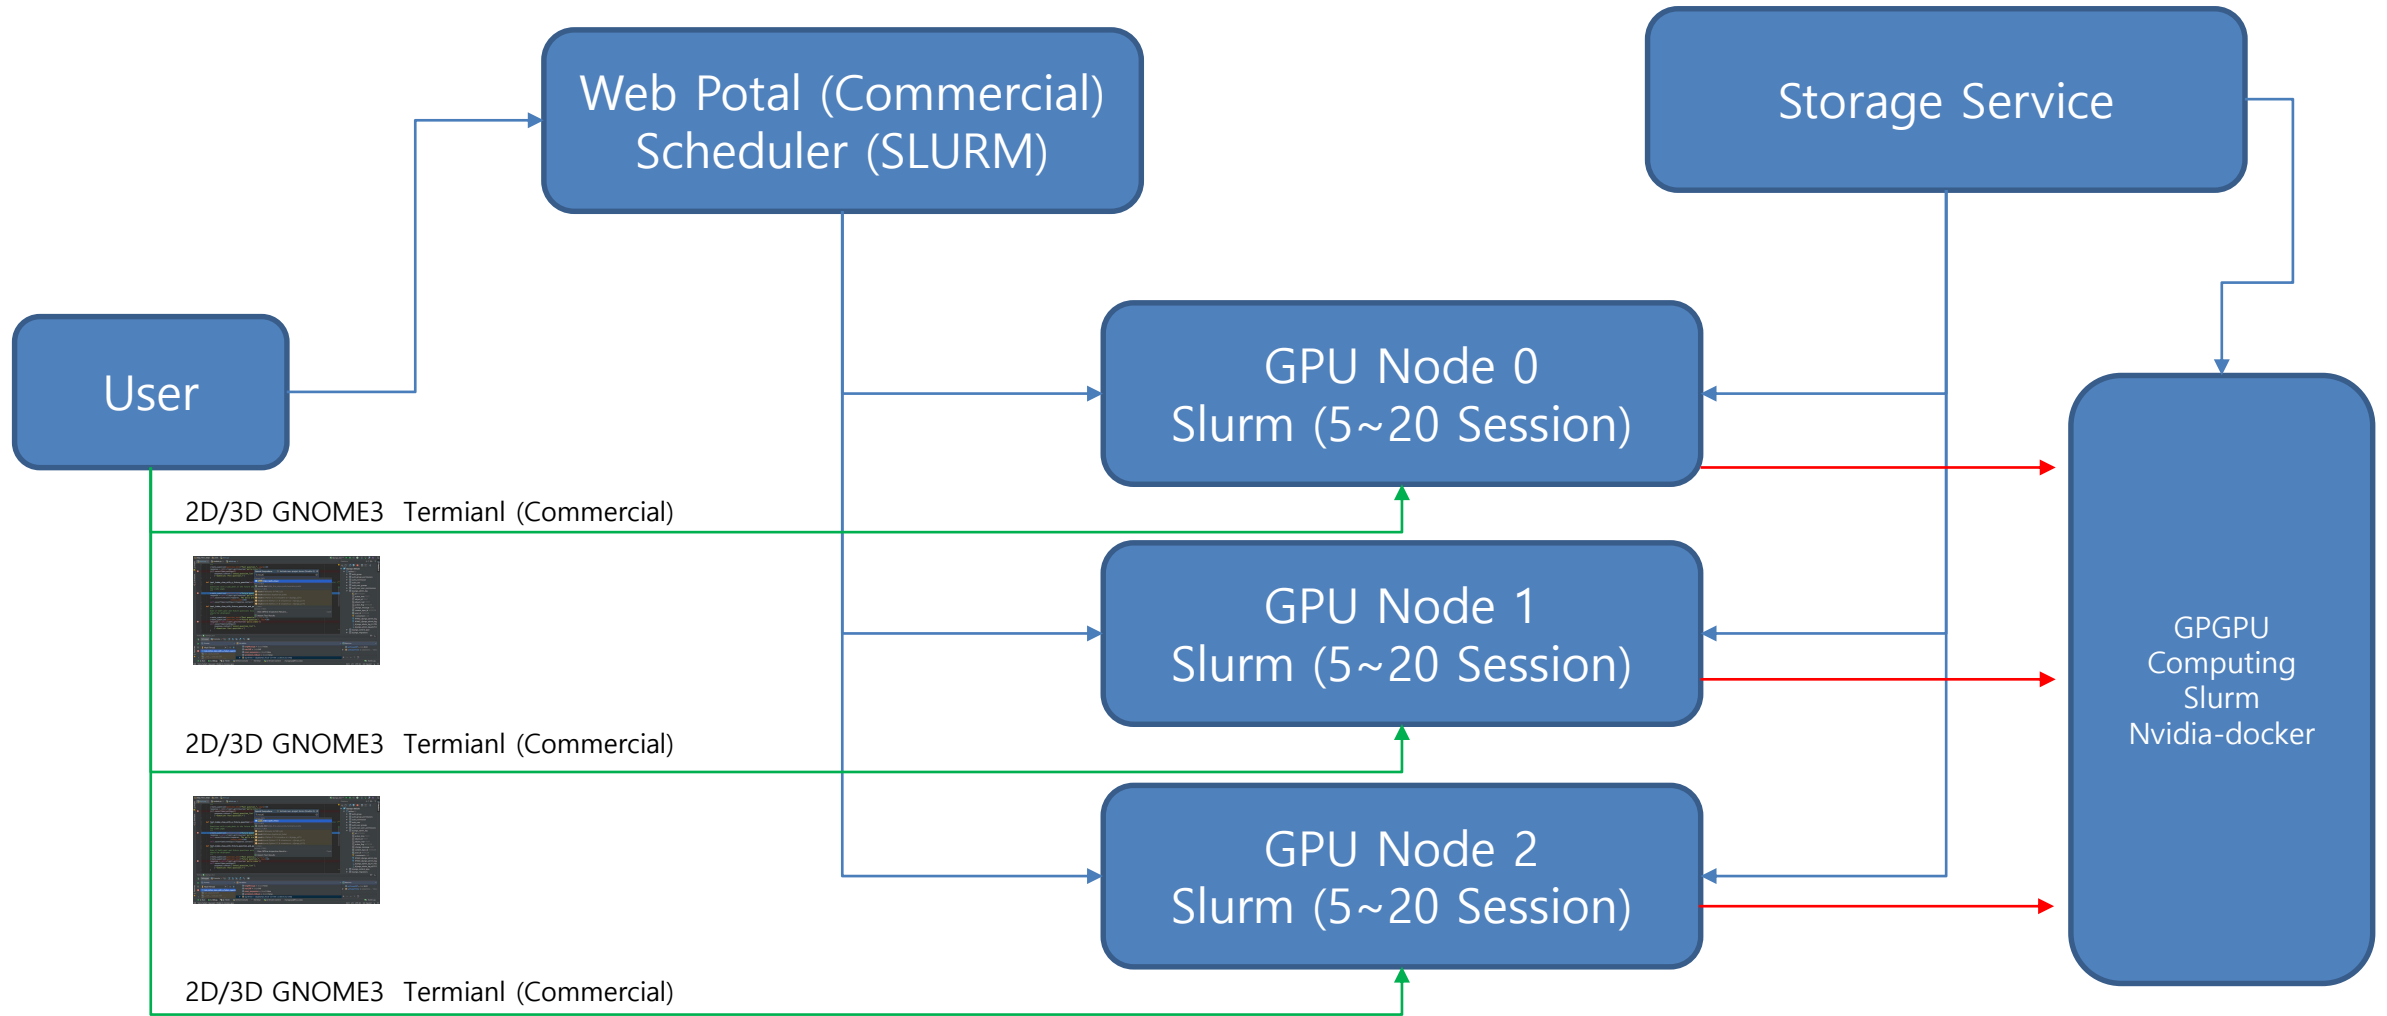 Web Potal (Commercial)
Scheduler (SLURM)
Storage Service
User
GPU Node 0
Slurm (5~20 Session)
2D/3D GNOME3  Termianl (Commercial)
GPU Node 1
Slurm (5~20 Session)
GPGPU
Computing
Slurm
Nvidia-docker
2D/3D GNOME3  Termianl (Commercial)
GPU Node 2
Slurm (5~20 Session)
2D/3D GNOME3  Termianl (Commercial)